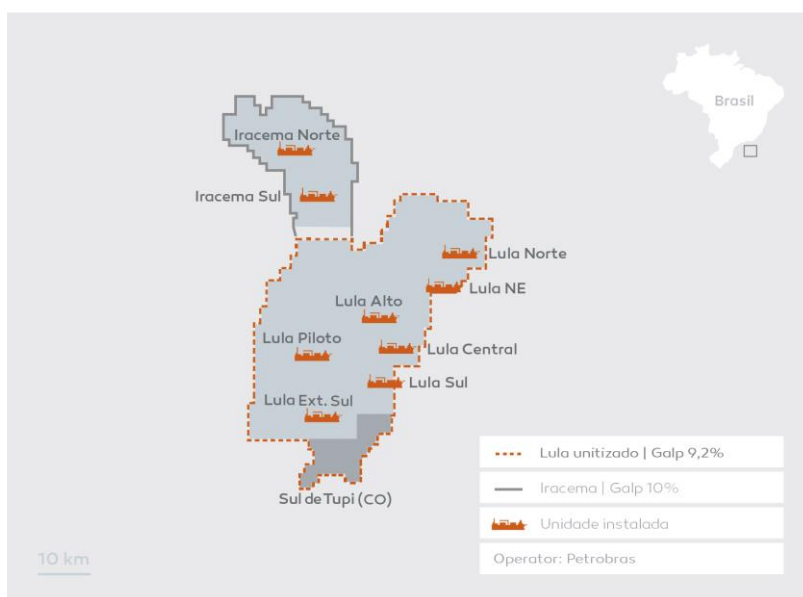 Brasil
Iracema Norte
Iracema Sul
Lula Norte
Lula NE
Lula Alto
Lula Piloto
Lula Central
Lula Sul
Lula Ext. Sul
Sul de Tupi (CO)
Lula unitizado | Galp 9,2%
Iracema | Galp 10%
Unidade instalada
Operator: Petrobras
10 km